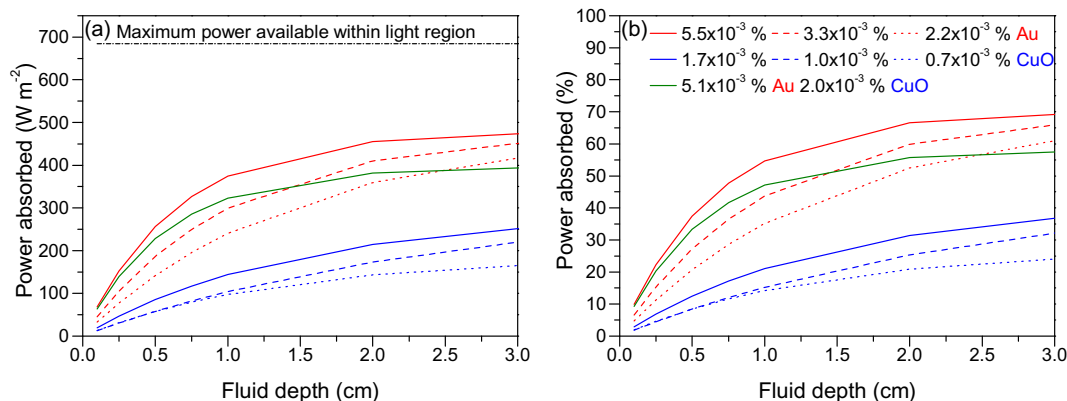 (a) Maximum power available within light region
700
600
500
400
300
200
100
0
0.0 0.5 1.0 1.5 2.0 2.5 3.0
Power absorbed (W m⁻²)
Fluid depth (cm)
(b) 5.5x10⁻³ % 3.3x10⁻³ % 2.2x10⁻³ % Au
1.7x10⁻³ % 1.0x10⁻³ % 0.7x10⁻³ % CuO
5.1x10⁻³ % Au 2.0x10⁻³ % CuO
100
90
80
70
60
50
40
30
20
10
0
0.0 0.5 1.0 1.5 2.0 2.5 3.0
Power absorbed (%)
Fluid depth (cm)